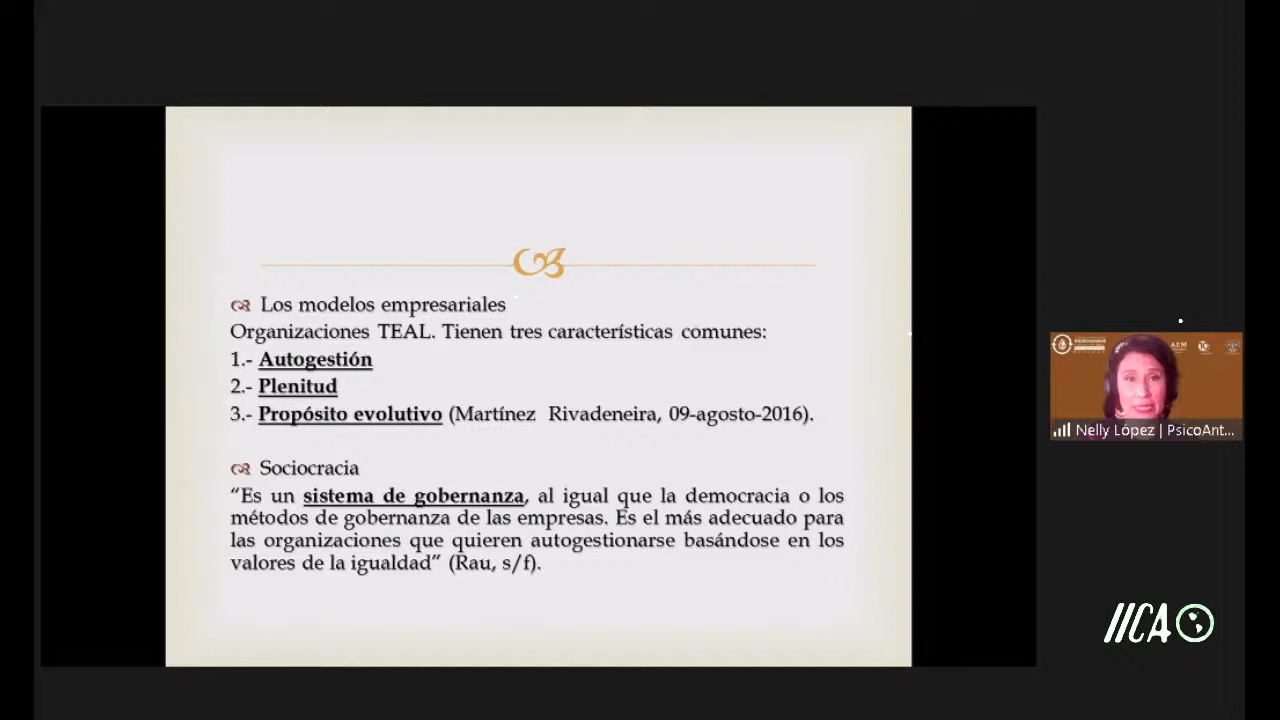 Los modelos empresariales
Organizaciones TEAL. Tienen tres características comunes:
1.- Autogestión
2.- Plenitud
3.- Propósito evolutivo (Martínez Rivadeneira, 09-agosto-2016).
Sociocracia
“Es un sistema de gobernanza, al igual que la democracia o los
métodos de gobernanza de las empresas. Es el más adecuado para
las organizaciones que quieren autogestionarse basándose en los
valores de la igualdad” (Rau, s/f).
AEM
Nelly López | PsicoAnt...
IICA